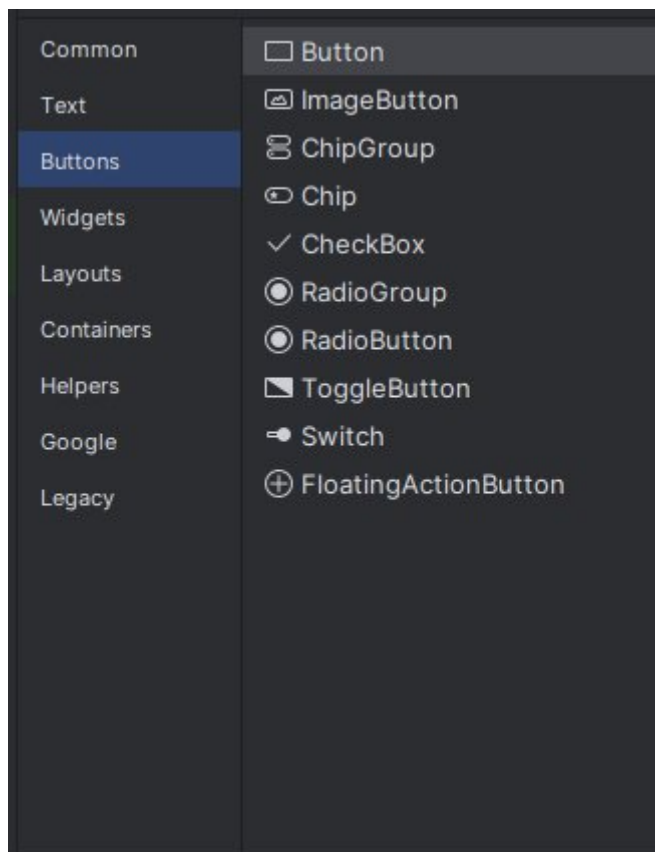 Common
Text
Buttons
Widgets
Layouts
Containers
Helpers
Google
Legacy
Button
ImageButton
ChipGroup
Chip
CheckBox
RadioGroup
RadioButton
ToggleButton
Switch
FloatingActionButton